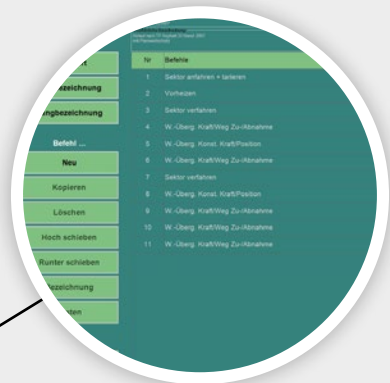 zeichnung
ngbezeichnung
Befehl ...
Neu
Kopieren
Löschen
Hoch schieben
Runter schieben
ezeichnung
Nr Befehle
1 Sektor anfahren + tarieren
2 Vorheizen
3 Sektor verfahren
4 W.-Überg. Kraft/Weg Zu-/Abnahme
5 W.-Überg. Konst. Kraft/Position
6 W.-Überg. Kraft/Weg Zu-/Abnahme
7 Sektor verfahren
8 W.-Überg. Konst. Kraft/Position
9 W.-Überg. Kraft/Weg Zu-/Abnahme
10 W.-Überg. Kraft/Weg Zu-/Abnahme
11 W.-Überg. Kraft/Weg Zu-/Abnahme